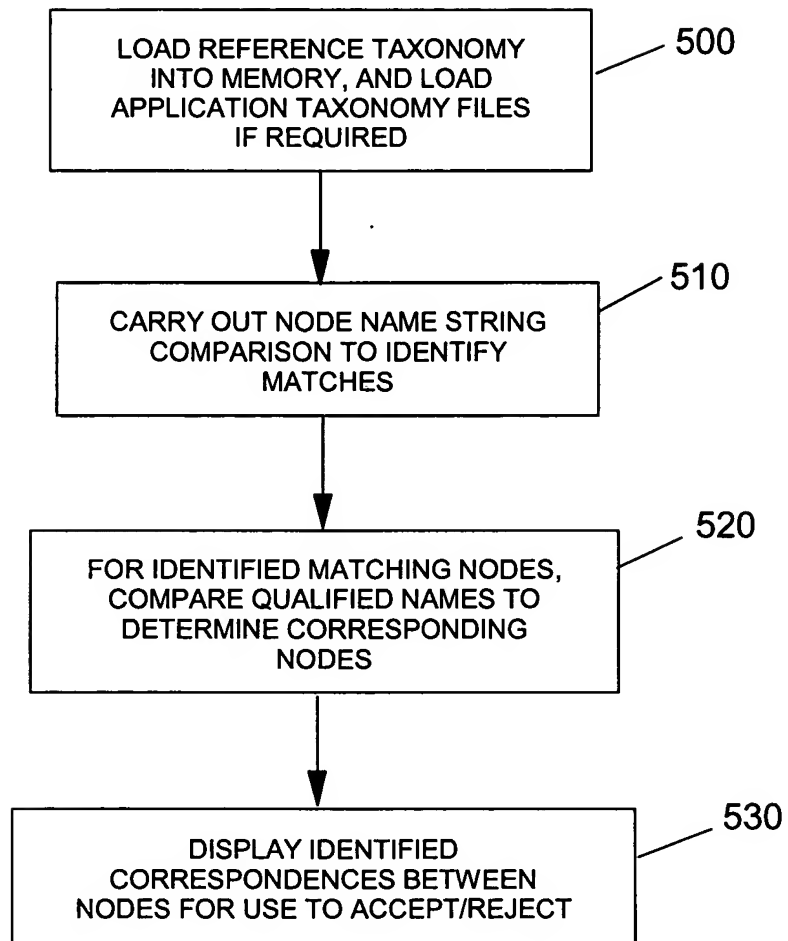 LOAD REFERENCE TAXONOMY
INTO MEMORY, AND LOAD
APPLICATION TAXONOMY FILES
IF REQUIRED
500
CARRY OUT NODE NAME STRING
COMPARISON TO IDENTIFY
MATCHES
510
FOR IDENTIFIED MATCHING NODES,
COMPARE QUALIFIED NAMES TO
DETERMINE CORRESPONDING
NODES
520
DISPLAY IDENTIFIED
CORRESPONDENCES BETWEEN
NODES FOR USE TO ACCEPT/REJECT
530